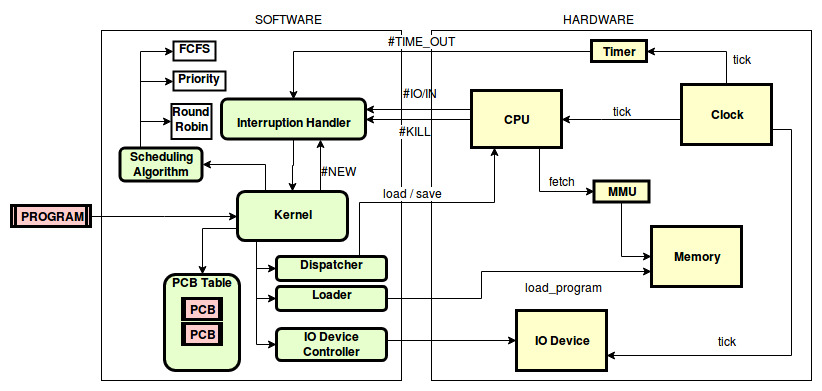 SOFTWARE
HARDWARE
FCFS
Priority
Round
Robin
Scheduling
Algorithm
#TIME_OUT
Timer
tick
#IO/IN
Interruption Handler
#KILL
CPU
tick
Clock
#NEW
fetch
MMU
load / save
PROGRAM
Kernel
Dispatcher
Memory
PCB Table
Loader
load_program
PCB
PCB
IO Device
Controller
IO Device
tick